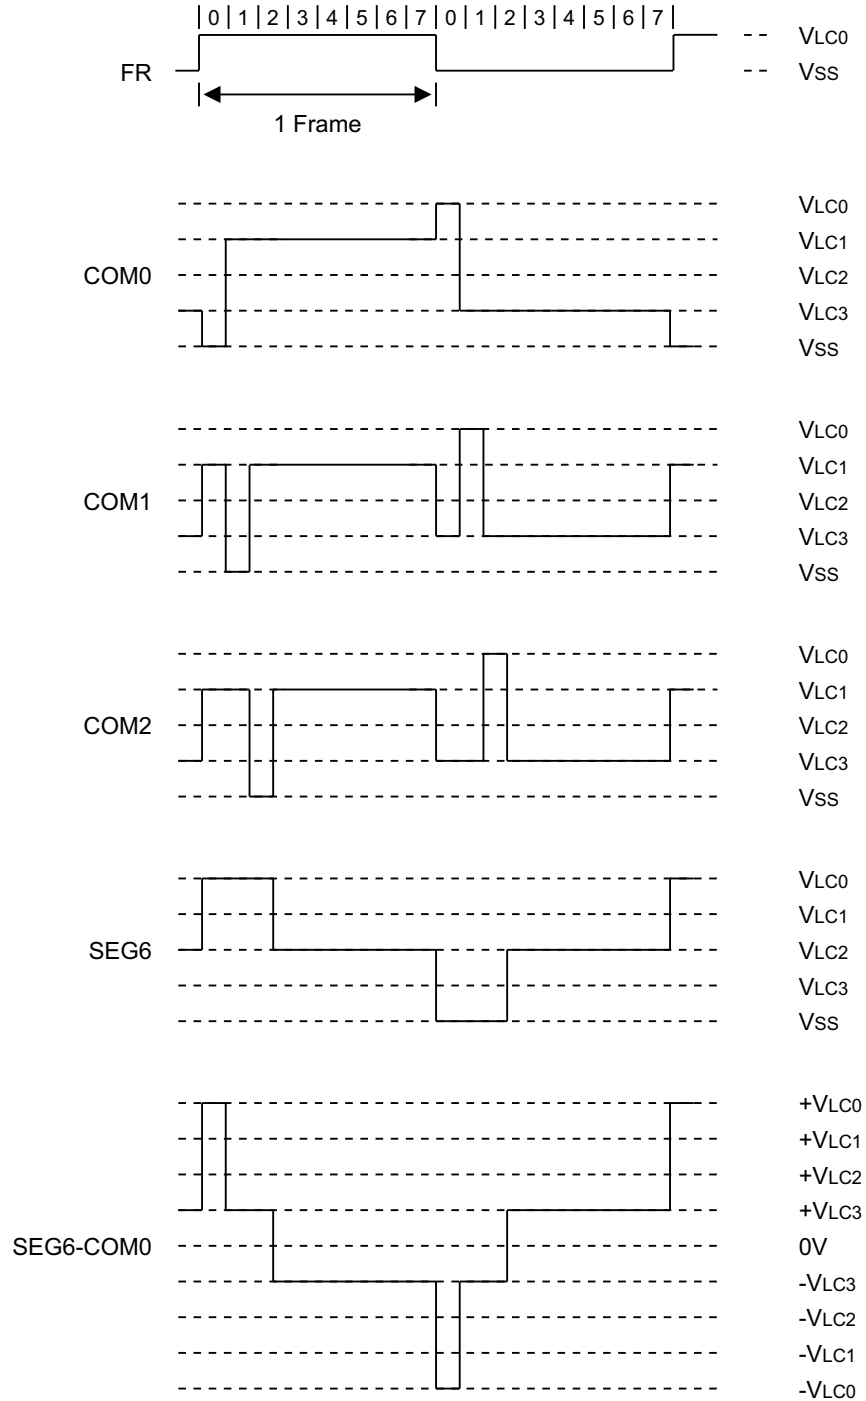 0 | 1 | 2 | 3 | 4 | 5 | 6 | 7 | 0 | 1 | 2 | 3 | 4 | 5 | 6 | 7
VLC0
FR
VSS
1 Frame
VLC0
VLC1
COM0
VLC2
VLC3
VSS
VLC0
VLC1
COM1
VLC2
VLC3
VSS
VLC0
VLC1
COM2
VLC2
VLC3
VSS
VLC0
VLC1
SEG6
VLC2
VLC3
VSS
+VLC0
+VLC1
+VLC2
+VLC3
SEG6-COM0
0V
-VLC3
-VLC2
-VLC1
-VLC0